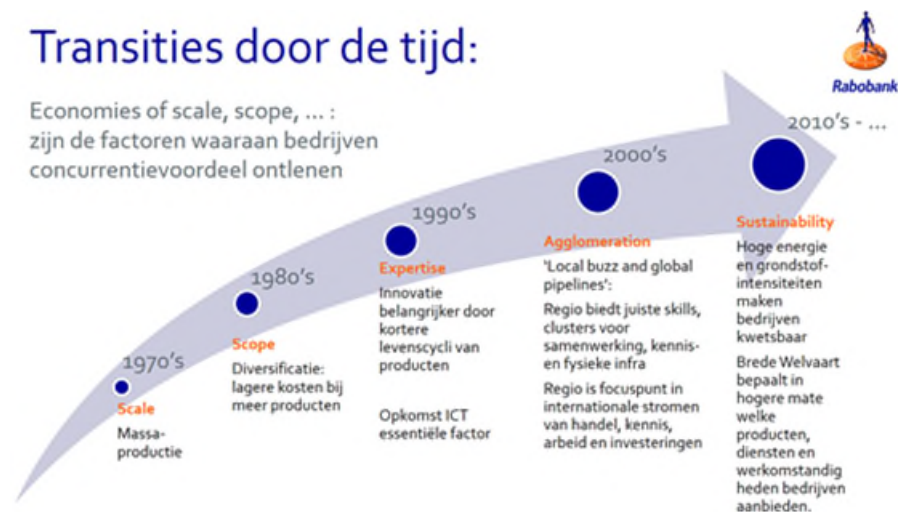 Transities door de tijd:
Rabobank
Economies of scale, scope, ... :
zijn de factoren waaraan bedrijven
concurrentievoordeel ontlenen
1970's
Scale
Massa-
productie
1980's
Scope
Diversificatie:
lagere kosten bij
meer producten
1990's
Expertise
Innovatie
belangrijker door
kortere
levenscycli van
producten
Opkomst ICT
essentiële factor
2000's
Agglomeration
'Local buzz and global
pipelines':
Regio biedt juiste skills,
clusters voor
samenwerking, kennis-
en fysieke infra
Regio is focuspunt in
internationale stromen
van handel, kennis,
arbeid en investeringen
2010's - ...
Sustainability
Hoge energie
en grondstof-
intensiteiten
maken
bedrijven
kwetsbaar
Brede Welvaart
bepaalt in
hogere mate
welke
producten,
diensten en
werkomstandig
heden bedrijven
aanbieden.